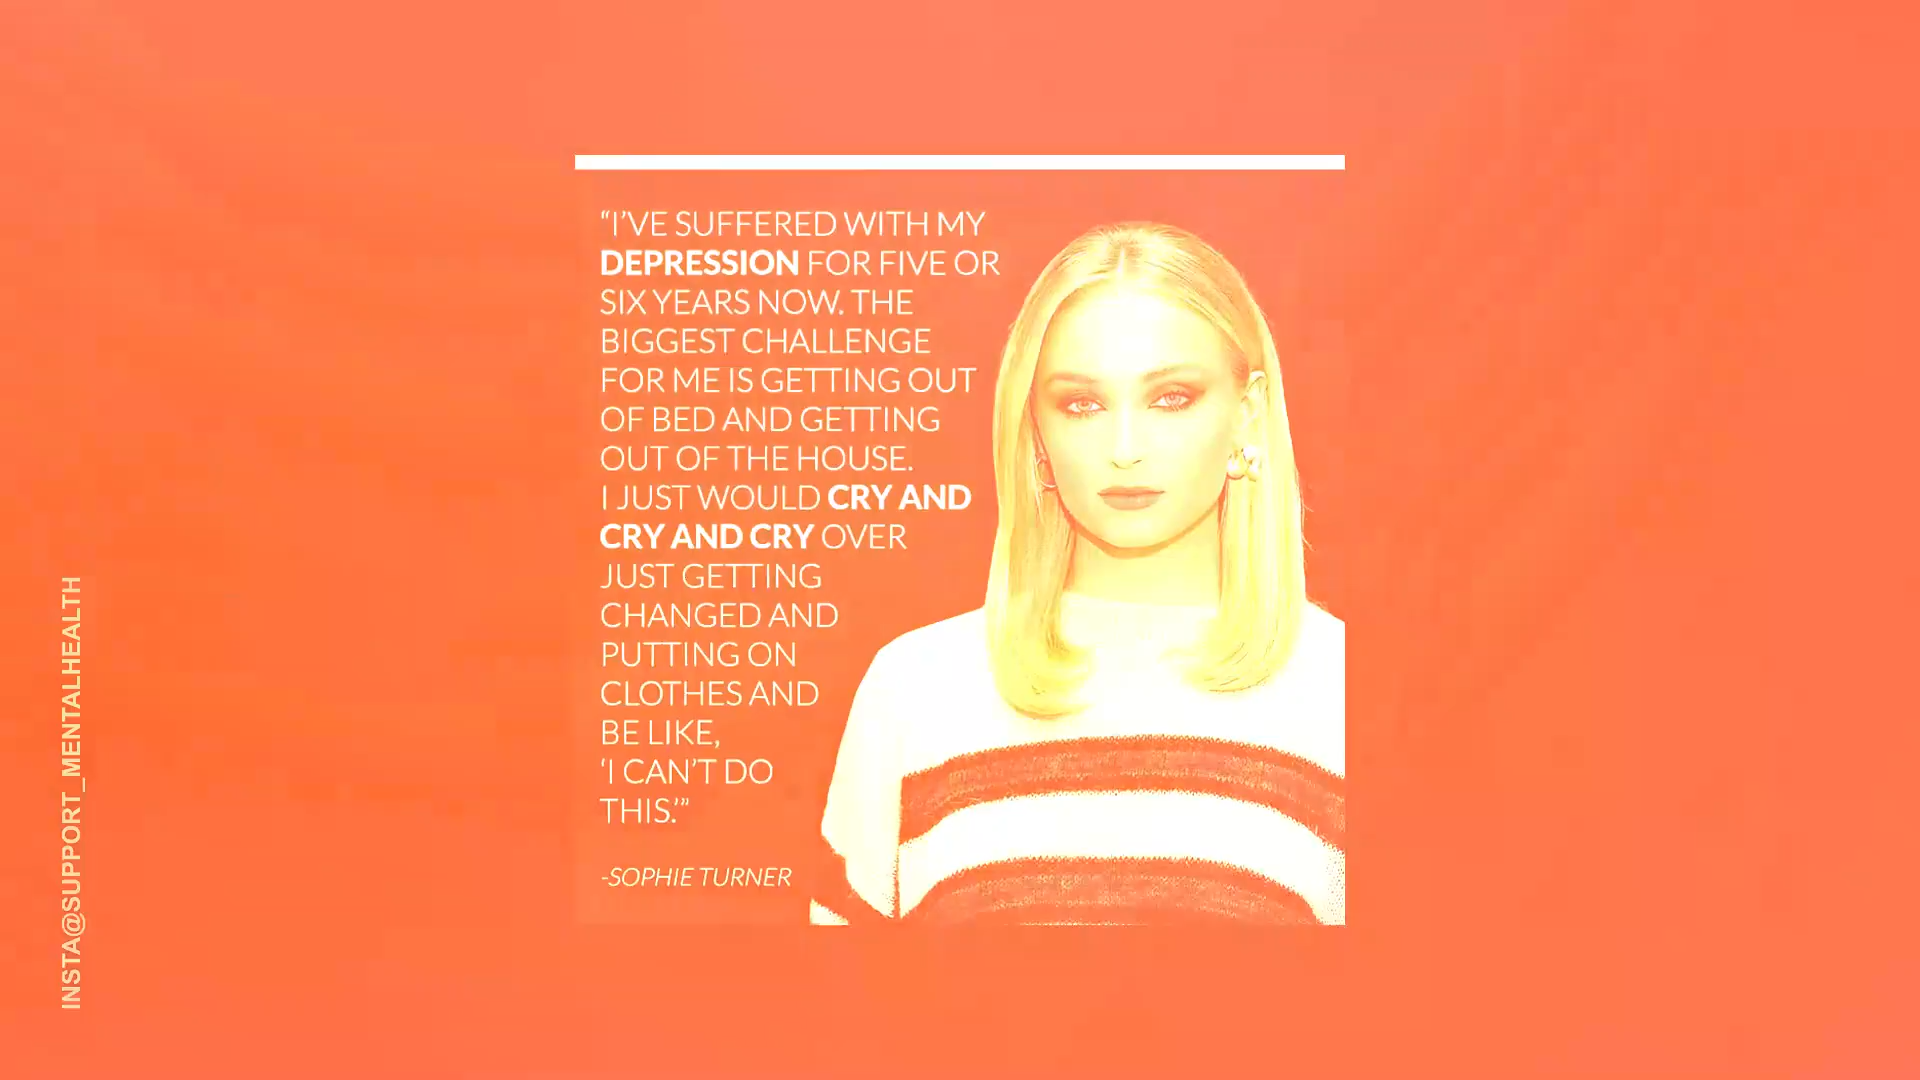 “I’VE SUFFERED WITH MY
DEPRESSION FOR FIVE OR
SIX YEARS NOW. THE
BIGGEST CHALLENGE
FOR ME IS GETTING OUT
OF BED AND GETTING
OUT OF THE HOUSE.
I JUST WOULD CRY AND
CRY AND CRY OVER
JUST GETTING
CHANGED AND
PUTTING ON
CLOTHES AND
BE LIKE,
‘I CAN’T DO
THIS.’”
-SOPHIE TURNER
INSTA@SUPPORT_MENTALHEALTH